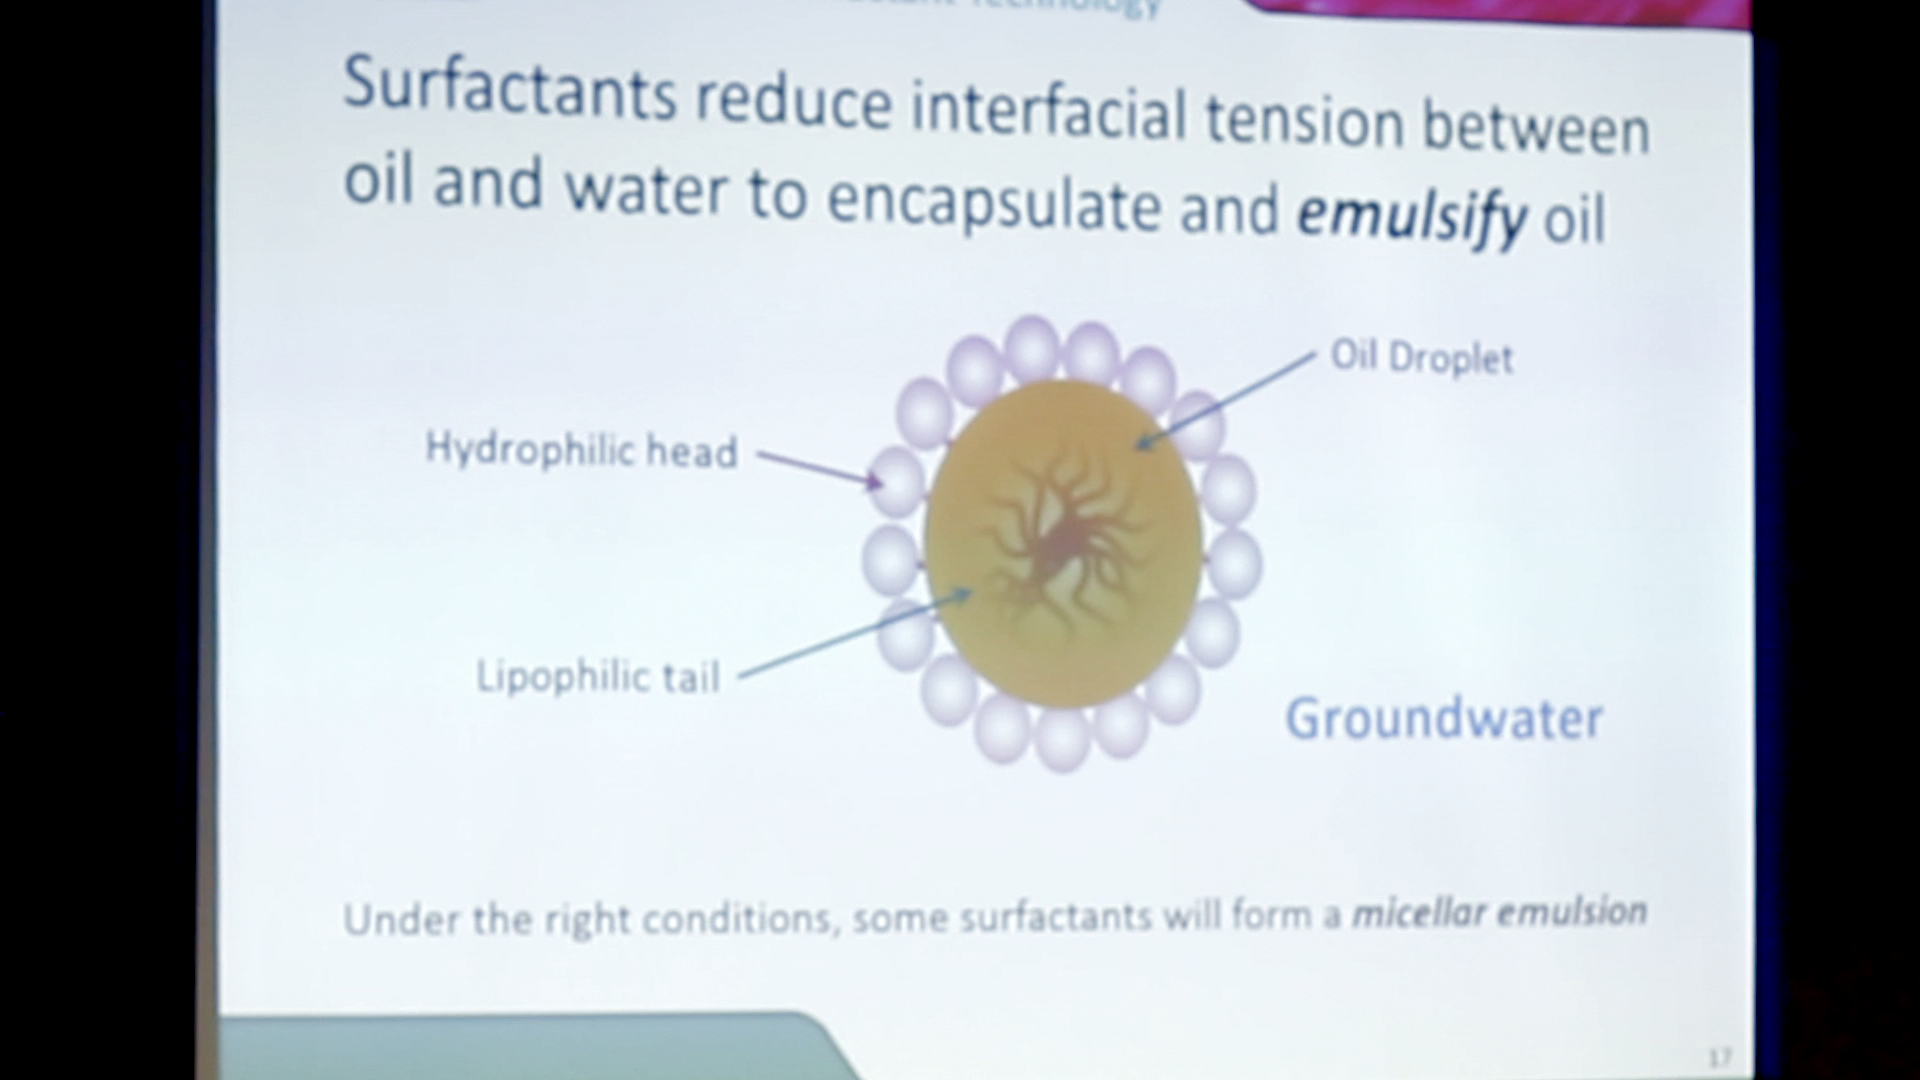 Technology
Surfactants reduce interfacial tension between
oil and water to encapsulate and emulsify oil
Oil Droplet
Hydrophilic head
Lipophilic tail
Groundwater
Under the right conditions, some surfactants will form a micellar emulsion
17